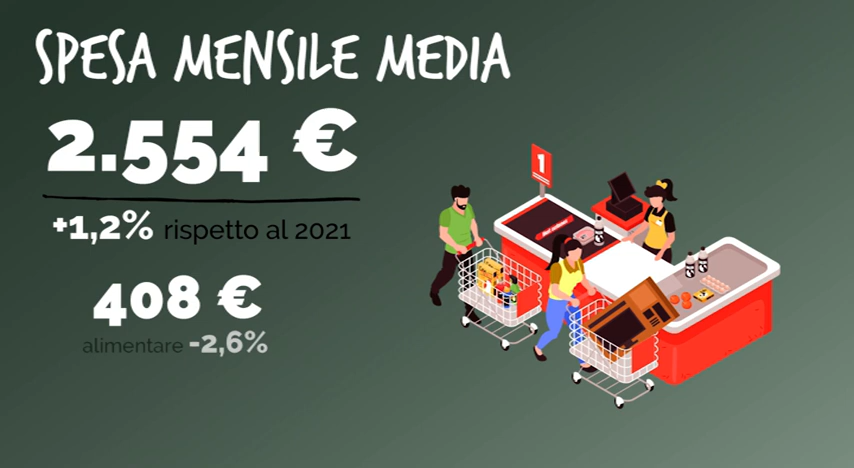 SPESA MENSILE MEDIA
2.554 €
+1,2% rispetto al 2021
408 €
alimentare -2,6%
1